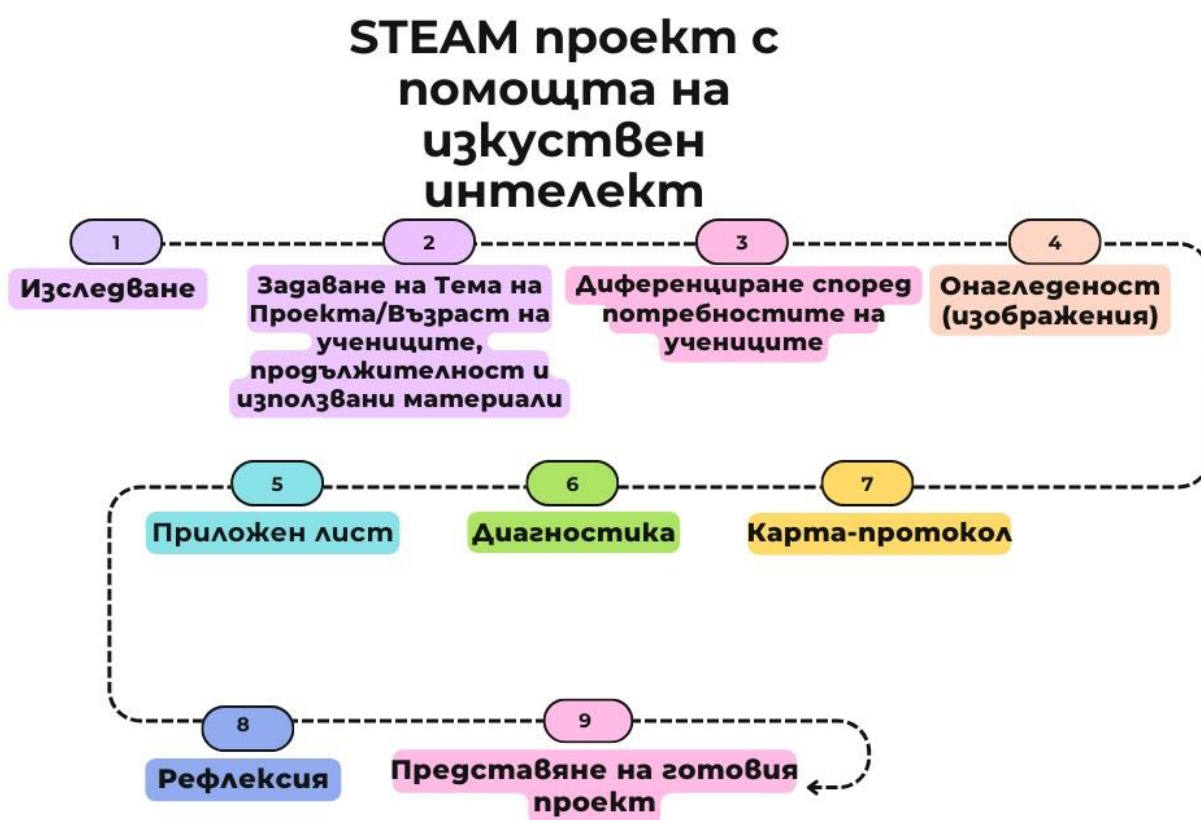 STEAM проект с
помощта на
изкуствен
интелект
1
Изследване
2
Задаване на Тема на
Проекта/Възраст на
учениците,
продължителност и
използвани материали
3
Диференциране според
потребностите на
учениците
4
Онагледеност
(изображения)
5
Приложен лист
6
Диагностика
7
Карта-протокол
8
Рефлексия
9
Представяне на готовия
проект